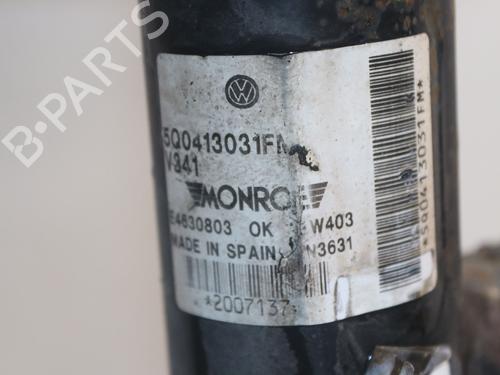 B-PARTS
5Q0413031FM
V341
MONROE
E4630803 OK W403
MADE IN SPAIN N3631
*2007137
*5Q0413031FM*